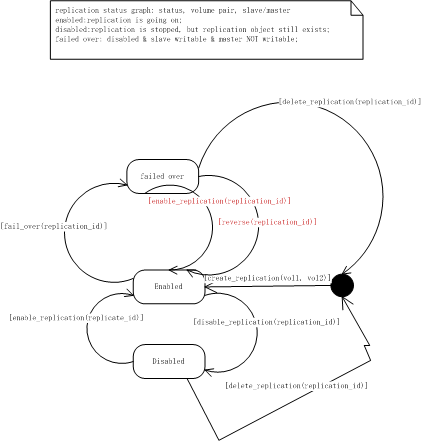 replication status graph: status, volume pair, slave/master
enabled:replication is going on;
disabled:replication is stopped, but replication object still exists;
failed over: disabled & slave writable & master NOT writable;
[delete_replication(replication_id)]
failed over
[enable_replication(replication_id)]
[reverse(replication_id)]
[fail_over(replication_id)]
[create_replication(vol1, vol2)]
Enabled
[enable_replication(replicate_id)]
[disable_replication(replication_id)]
Disabled
[delete_replication(replication_id)]